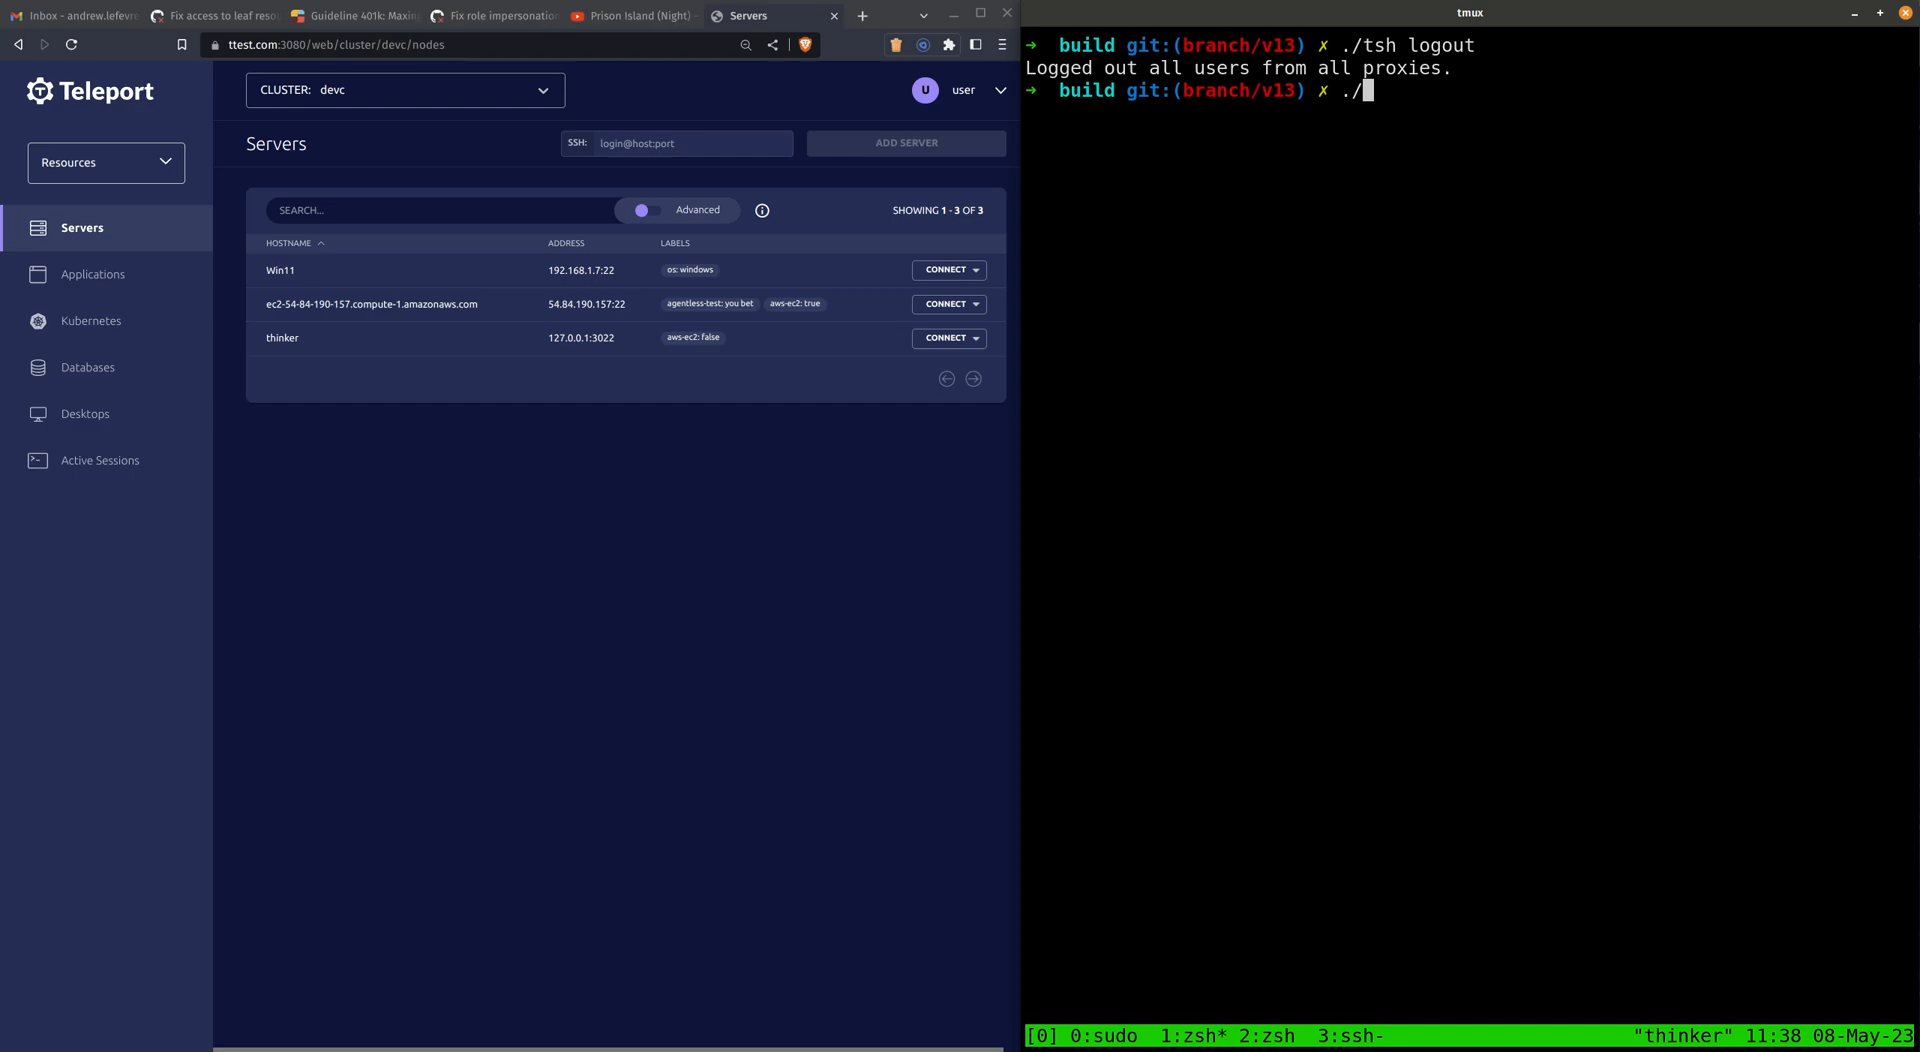 Inbox - andrew.lefevre
Fix access to leaf reso
Guideline 401k: Maxin
Fix role impersonation
Prison Island (Night) -
Servers
ttest.com:3080/web/cluster/devc/nodes
Teleport
Resources
Servers
Applications
Kubernetes
Databases
Desktops
Active Sessions
CLUSTER: devc
U user
Servers
SSH: login@host:port
ADD SERVER
SEARCH...
Advanced
SHOWING 1 - 3 OF 3
HOSTNAME ADDRESS LABELS
Win11 192.168.1.7:22 os: windows CONNECT
ec2-54-84-190-157.compute-1.amazonaws.com 54.84.190.157:22 agentless-test: you bet aws-ec2: true CONNECT
thinker 127.0.0.1:3022 aws-ec2: false CONNECT
tmux
➜ build git:(branch/v13) ✗ ./tsh logout
Logged out all users from all proxies.
➜ build git:(branch/v13) ✗ ./
[0] 0:sudo 1:zsh* 2:zsh 3:ssh- "thinker" 11:38 08-May-23